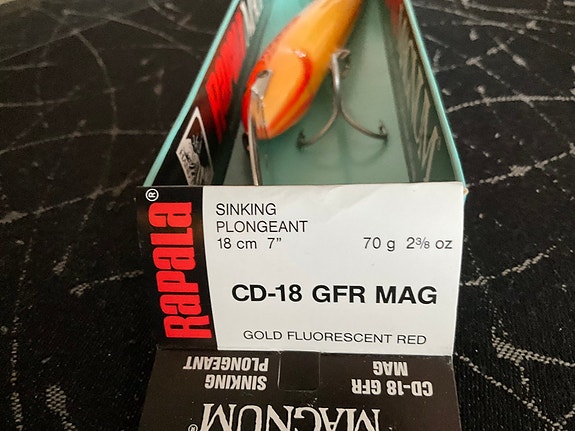 RAPALA®
SINKING
PLONGEANT
18 cm 7"
70 g 2⅜ oz
CD-18 GFR MAG
GOLD FLUORESCENT RED
SINKING
PLONGEANT
CD-18 GFR
MAG
MAGNUM